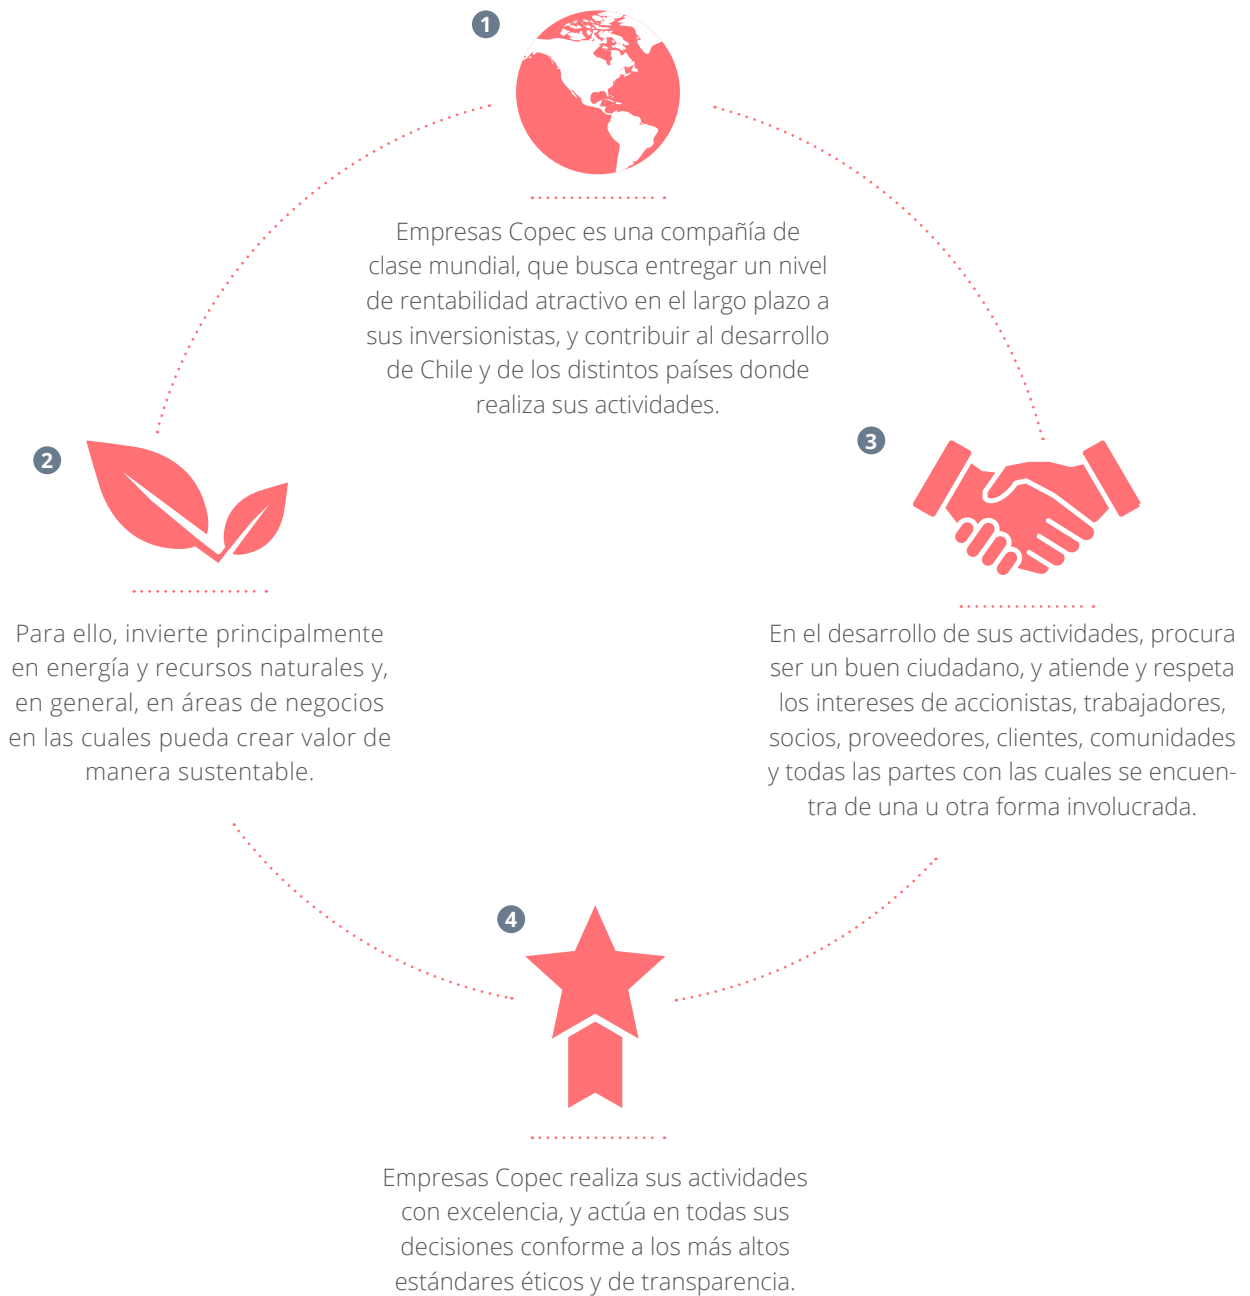 1
Empresas Copec es una compañía de
clase mundial, que busca entregar un nivel
de rentabilidad atractivo en el largo plazo a
sus inversionistas, y contribuir al desarrollo
de Chile y de los distintos países donde
realiza sus actividades.
2
Para ello, invierte principalmente
en energía y recursos naturales y,
en general, en áreas de negocios
en las cuales pueda crear valor de
manera sustentable.
3
En el desarrollo de sus actividades, procura
ser un buen ciudadano, y atiende y respeta
los intereses de accionistas, trabajadores,
socios, proveedores, clientes, comunidades
y todas las partes con las cuales se encuen-
tra de una u otra forma involucrada.
4
Empresas Copec realiza sus actividades
con excelencia, y actúa en todas sus
decisiones conforme a los más altos
estándares éticos y de transparencia.